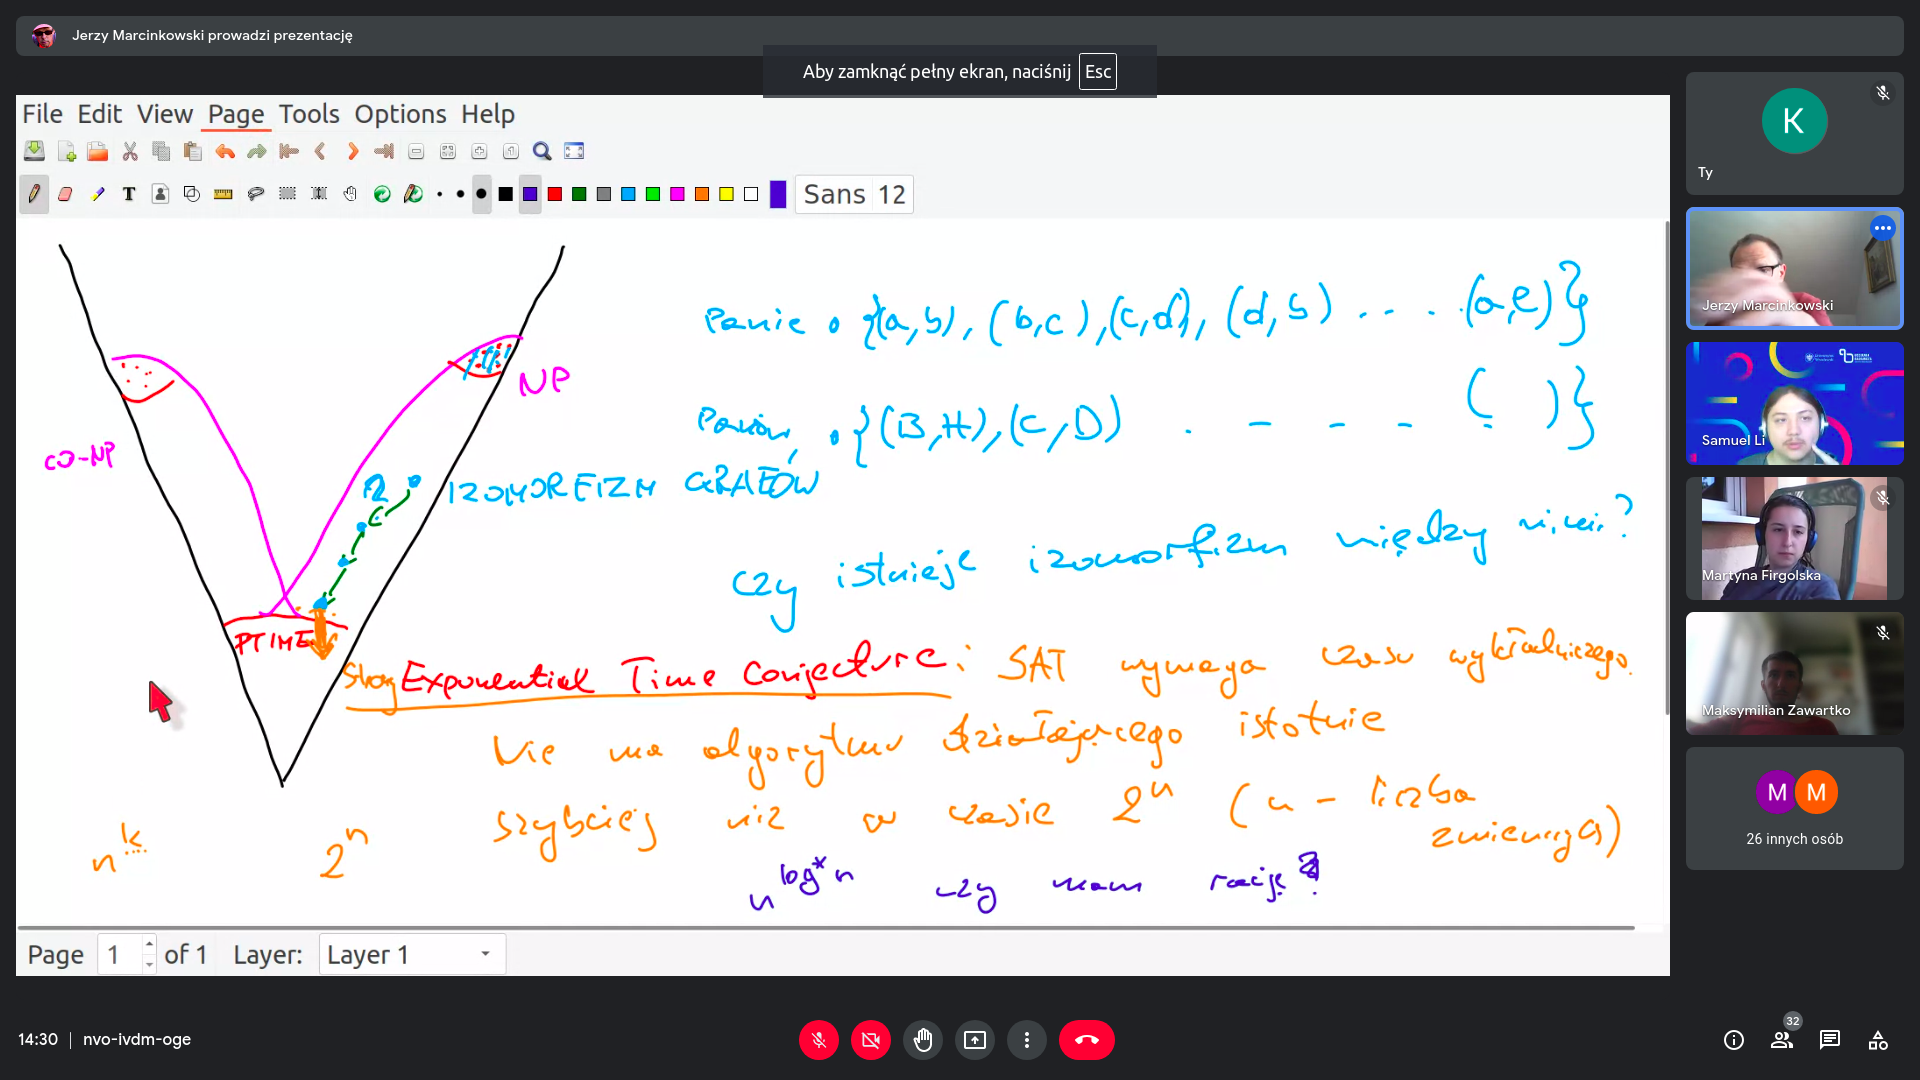 Jerzy Marcinkowski prowadzi prezentację
Aby zamknąć pełny ekran, naciśnij Esc
File Edit View Page Tools Options Help
Sans 12
Panie {(a,b), (b,c), (c,d), (d,b) . . . . (a,e)}
Panów {(B,H), (C,D) . - - - ( )}
NP
co-NP
IZOMORFIZM GRAFÓW
czy istnieje izomorfizm między nimi?
PTIME
Strong Exponential Time Conjecture: SAT wymaga czasu wykładniczego.
Nie ma algorytmu działającego istotnie
szybciej niż w czasie 2^n (n - liczba
zmiennych)
n^k 2^n
n^log* n czy mam rację?
Page 1 of 1 Layer: Layer 1
K
Ty
Jerzy Marcinkowski
Samuel Li
Martyna Firgolska
Maksymilian Zawartko
M M
26 innych osób
14:30 | nvo-ivdm-oge
32